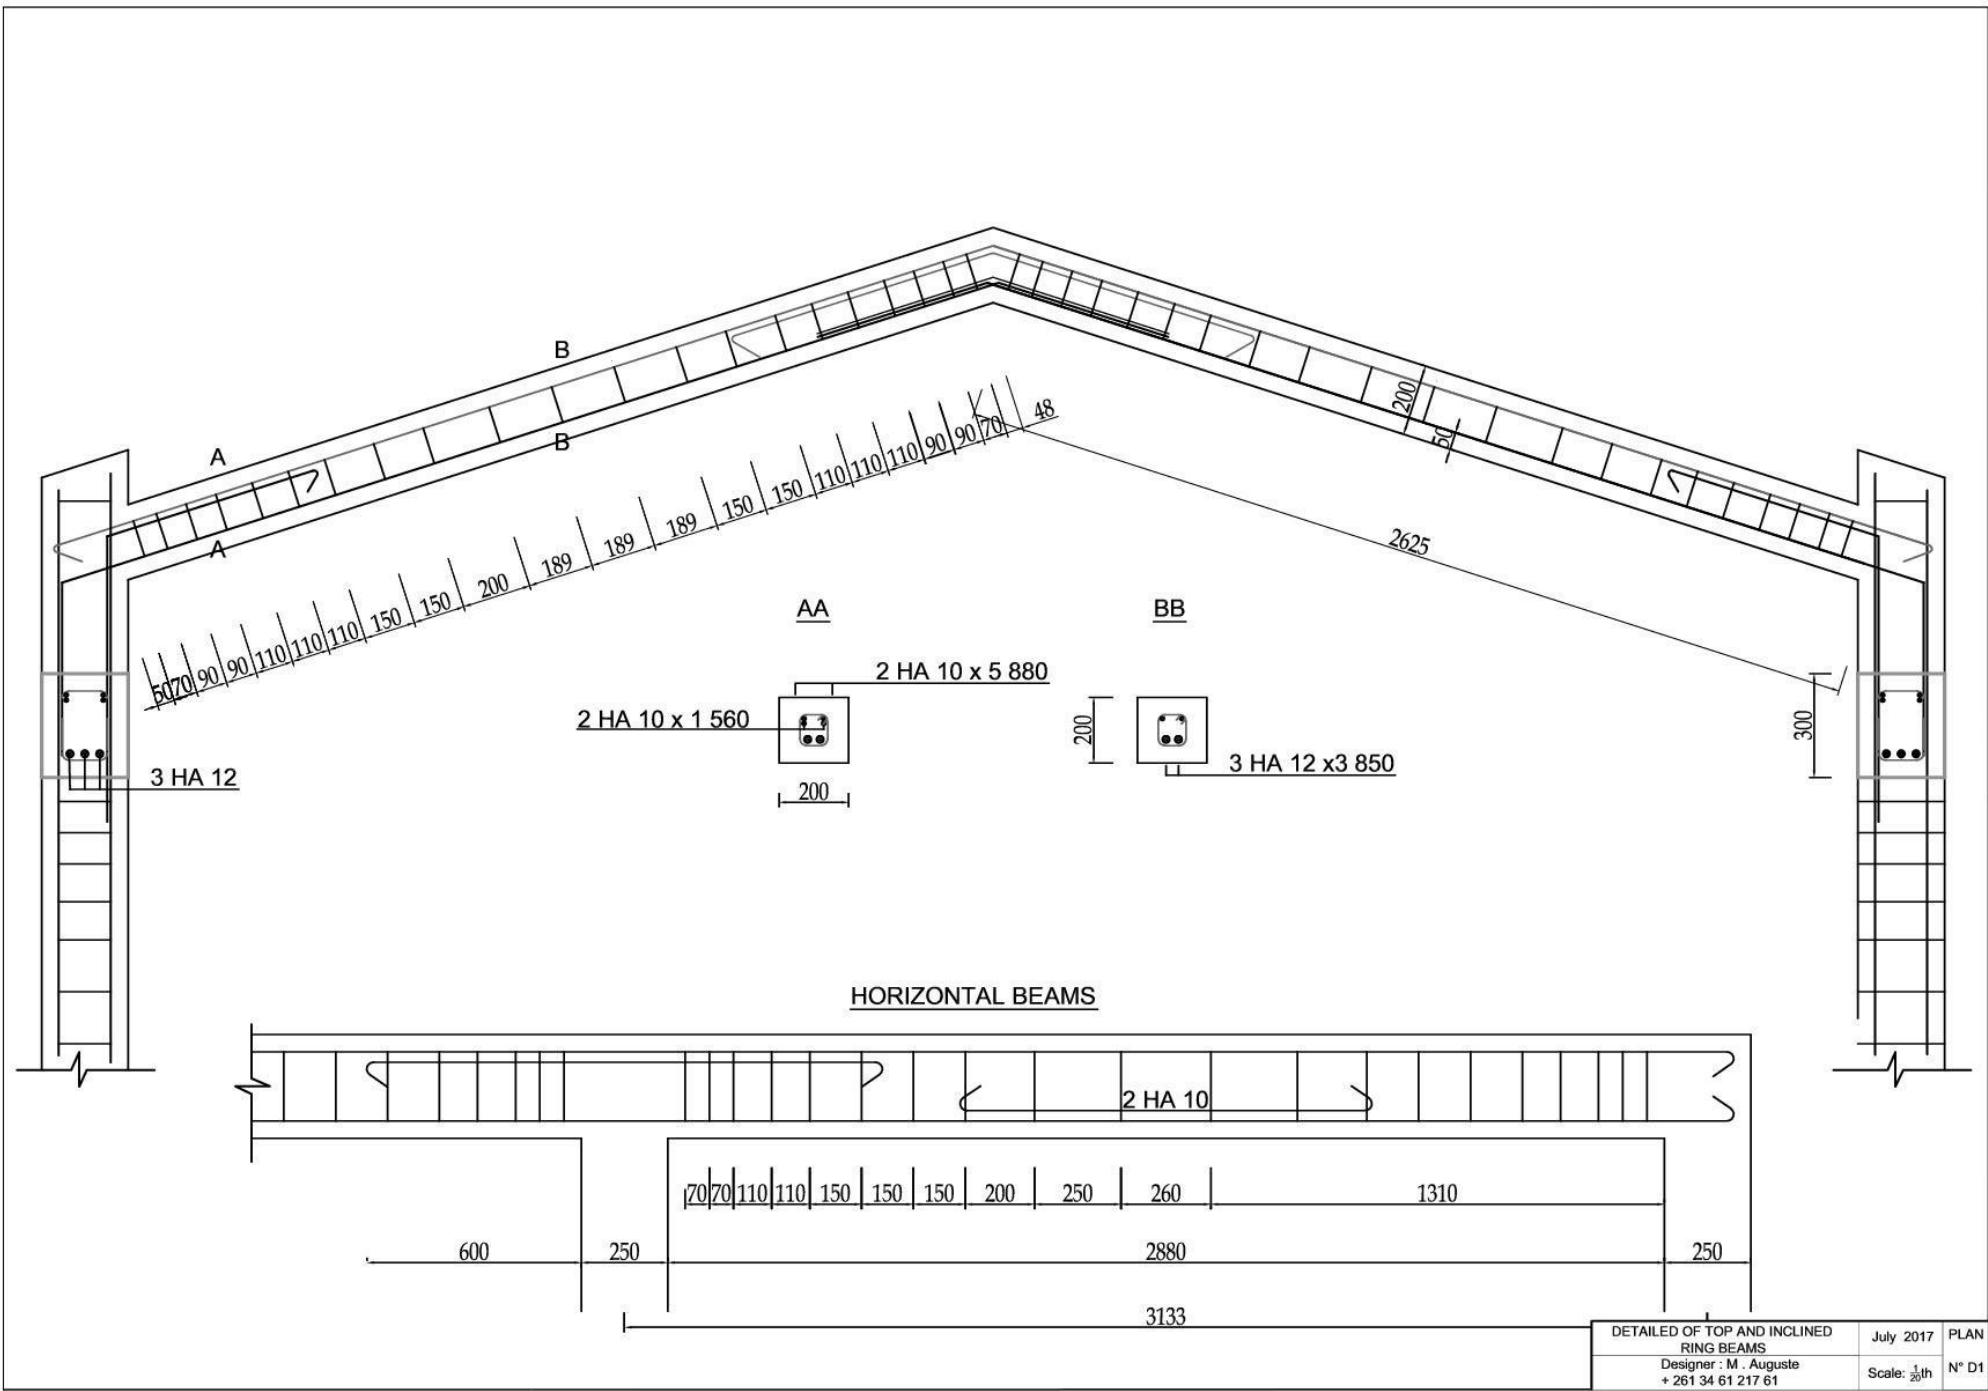 B
A
B
A
200
50
48
70
90
90
110
110
110
150
150
189
189
189
200
150
150
110
110
110
90
90
70
50
2625
AA
BB
2 HA 10 x 5 880
2 HA 10 x 1 560
200
200
3 HA 12 x3 850
300
3 HA 12
HORIZONTAL BEAMS
2 HA 10
70 70 110 110 150 150 150 200 250 260 1310
600 250 2880 250
3133
DETAILED OF TOP AND INCLINED
RING BEAMS
July 2017
PLAN
Designer : M . Auguste
+ 261 34 61 217 61
Scale: 1/20th
N° D1